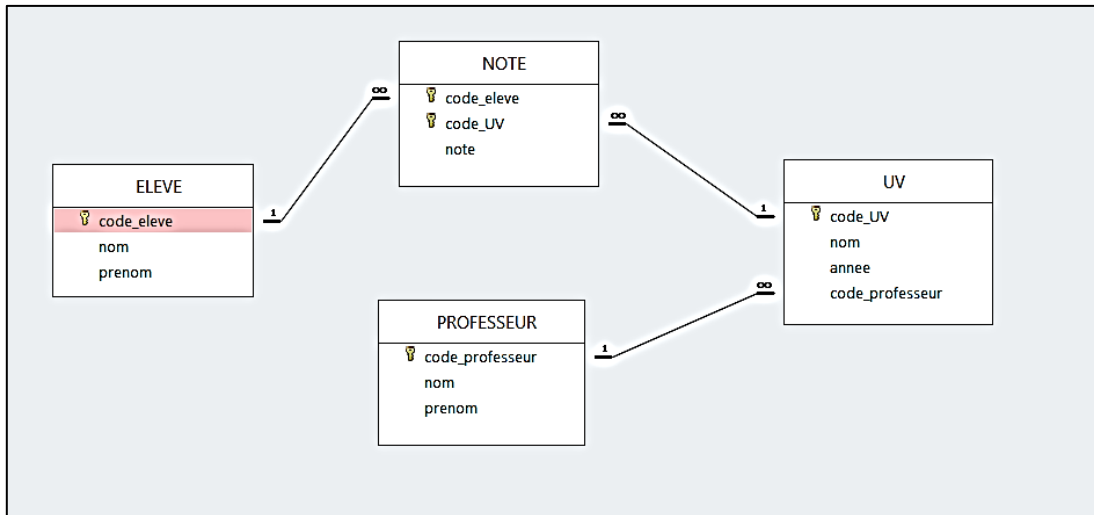 NOTE
code_eleve
code_UV
note
ELEVE
code_eleve
nom
prenom
UV
code_UV
nom
annee
code_professeur
PROFESSEUR
code_professeur
nom
prenom
∞
1
∞
1
∞
1